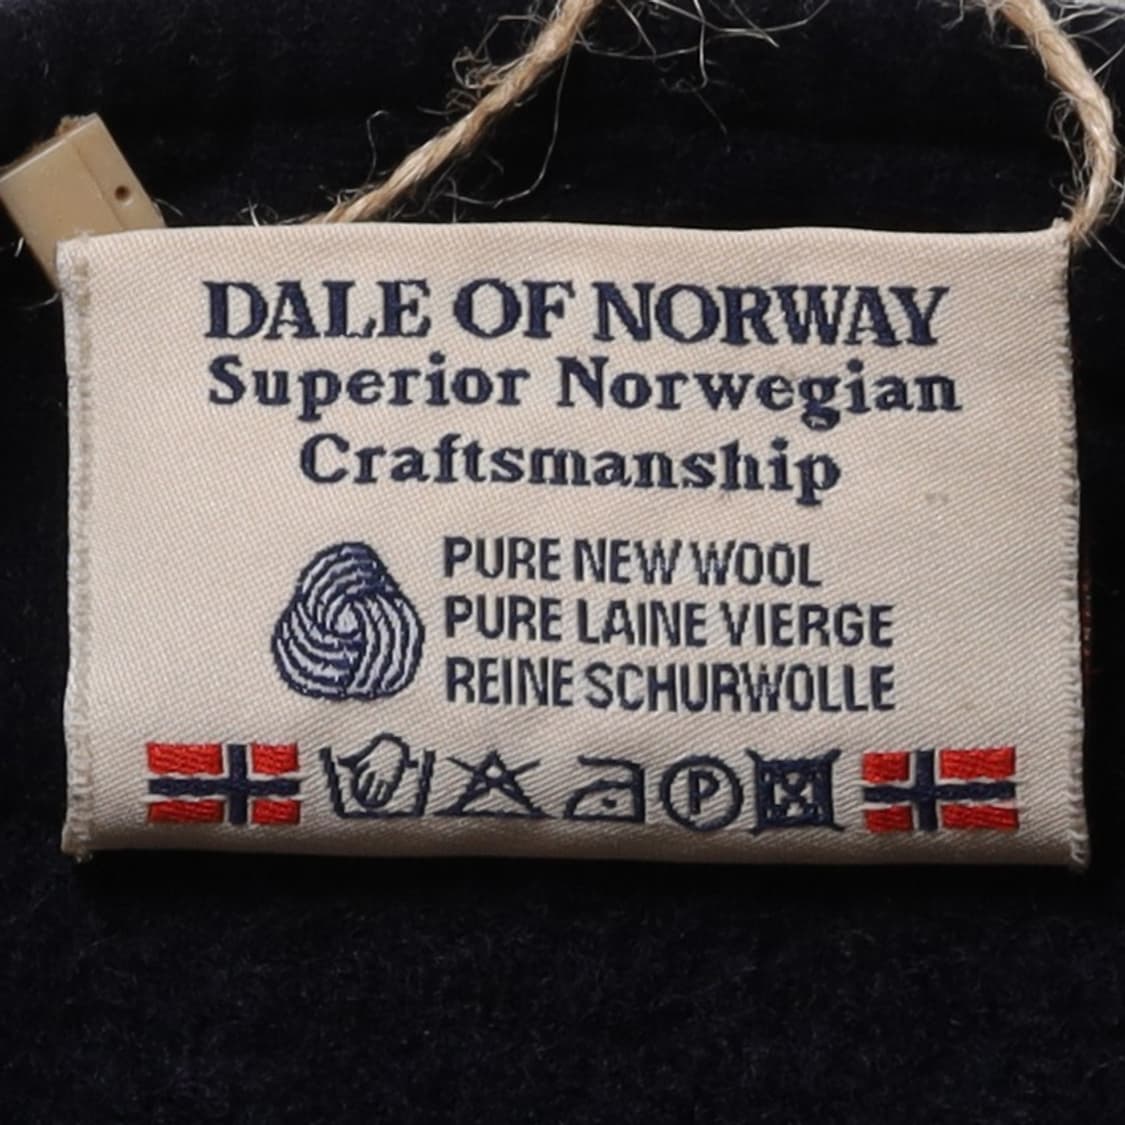 DALE OF NORWAY
Superior Norwegian
Craftsmanship
PURE NEW WOOL
PURE LAINE VIERGE
REINE SCHURWOLLE
P